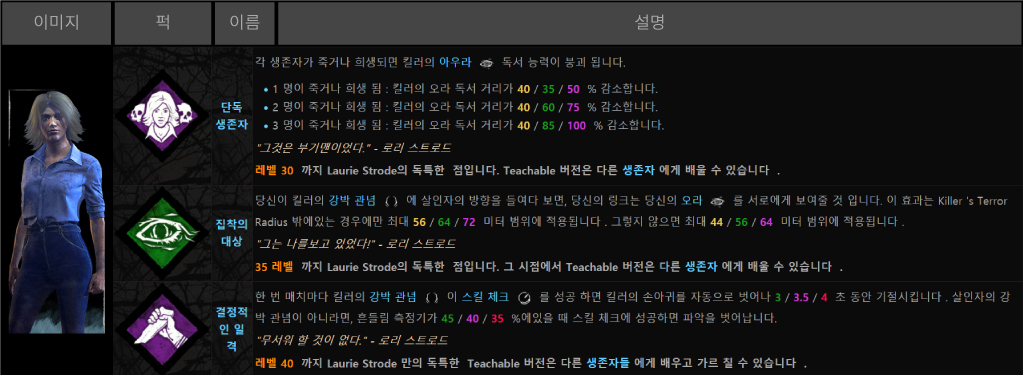 이미지 퍽 이름 설명
각 생존자가 죽거나 희생되면 킬러의 아우라 독서 능력이 붕괴 됩니다.
• 1 명이 죽거나 희생 됨 : 킬러의 오라 독서 거리가 40 / 35 / 50 % 감소합니다.
• 2 명이 죽거나 희생 됨 : 킬러의 오라 독서 거리가 40 / 60 / 75 % 감소합니다.
• 3 명이 죽거나 희생 됨 : 킬러의 오라 독서 거리가 40 / 85 / 100 % 감소합니다.
단독
생존자
"그것은 부기맨이었다." - 로리 스트로드
레벨 30 까지 Laurie Strode의 독특한 점입니다. Teachable 버전은 다른 생존자 에게 배울 수 있습니다 .
당신이 킬러의 강박 관념 ( ) 에 살인자의 방향을 들여다 보면, 당신의 링크는 당신의 오라 를 서로에게 보여줄 것 입니다. 이 효과는 Killer 's Terror
Radius 밖에있는 경우에만 최대 56 / 64 / 72 미터 범위에 적용됩니다 . 그렇지 않으면 최대 44 / 56 / 64 미터 범위에 적용됩니다 .
집착의
대상
"그는 나를보고 있었다!" - 로리 스트로드
35 레벨 까지 Laurie Strode의 독특한 점입니다. 그 시점에서 Teachable 버전은 다른 생존자 에게 배울 수 있습니다 .
한 번 매치마다 킬러의 강박 관념 ( ) 이 스킬 체크 를 성공 하면 킬러의 손아귀를 자동으로 벗어나 3 / 3.5 / 4 초 동안 기절시킵니다 . 살인자의 강
박 관념이 아니라면, 흔들림 측정기가 45 / 40 / 35 %에있을 때 스킬 체크에 성공하면 파악을 벗어납니다.
결정적
인 일
격
"무서워 할 것이 없다." - 로리 스트로드
레벨 40 까지 Laurie Strode 만의 독특한 Teachable 버전은 다른 생존자들 에게 배우고 가르 칠 수 있습니다 .